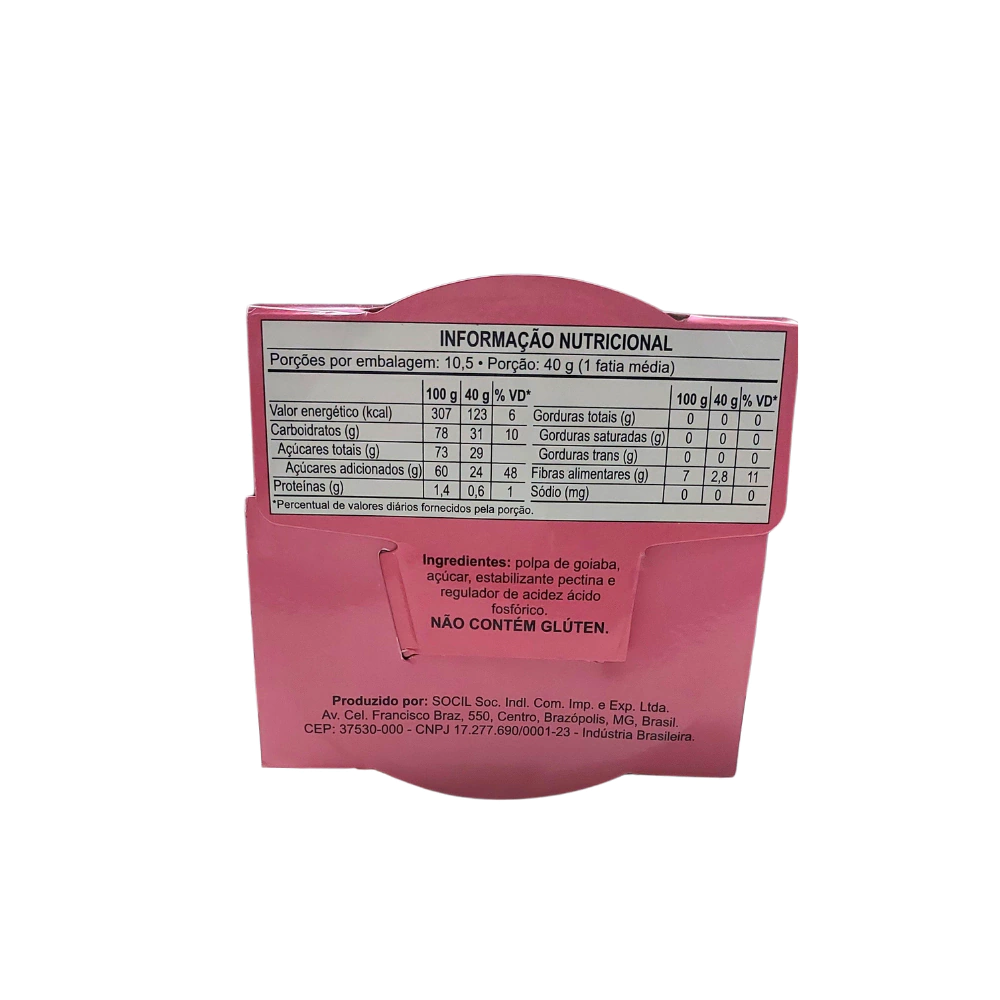 INFORMAÇÃO NUTRICIONAL
Porções por embalagem: 10,5 • Porção: 40 g (1 fatia média)
100 g 40 g % VD*
Valor energético (kcal) 307 123 6
Carboidratos (g) 78 31 10
Açúcares totais (g) 73 29
Açúcares adicionados (g) 60 24 48
Proteínas (g) 1,4 0,6 1
100 g 40 g % VD*
Gorduras totais (g) 0 0 0
Gorduras saturadas (g) 0 0 0
Gorduras trans (g) 0 0 0
Fibras alimentares (g) 7 2,8 11
Sódio (mg) 0 0 0
*Percentual de valores diários fornecidos pela porção.
Ingredientes: polpa de goiaba,
açúcar, estabilizante pectina e
regulador de acidez ácido
fosfórico.
NÃO CONTÉM GLÚTEN.
Produzido por: SOCIL Soc. Indl. Com. Imp. e Exp. Ltda.
Av. Cel. Francisco Braz, 550, Centro, Brazópolis, MG, Brasil.
CEP: 37530-000 - CNPJ 17.277.690/0001-23 - Indústria Brasileira.